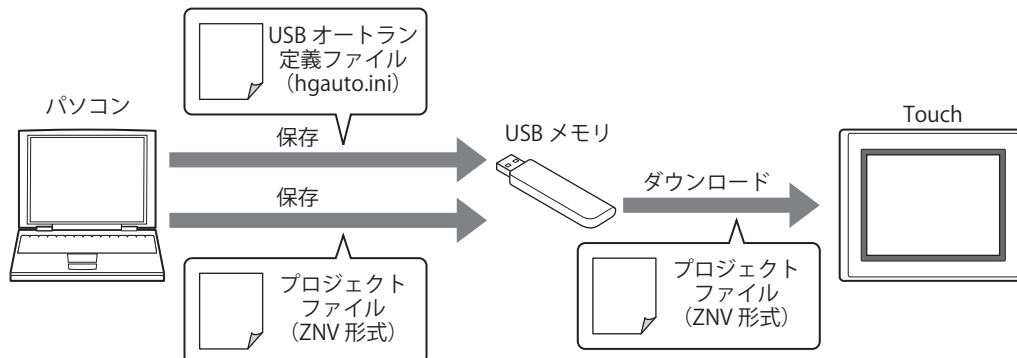 USB オートラン
定義ファイル
（hgauto.ini）
パソコン
保存
USB メモリ
Touch
保存
ダウンロード
プロジェクト
ファイル
（ZNV 形式）
プロジェクト
ファイル
（ZNV 形式）